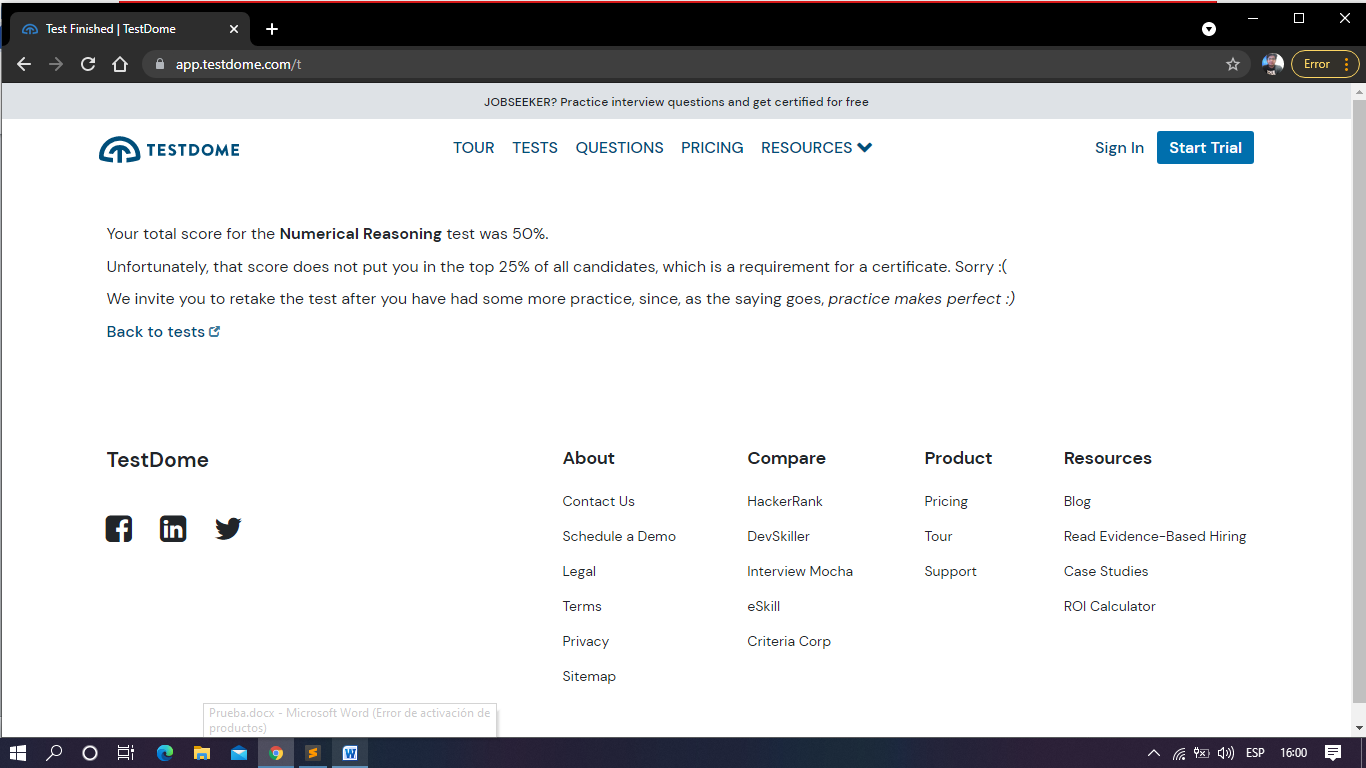 Test Finished | TestDome
app.testdome.com/t
Error
JOBSEEKER? Practice interview questions and get certified for free
TESTDOME
TOUR TESTS QUESTIONS PRICING RESOURCES
Sign In Start Trial
Your total score for the Numerical Reasoning test was 50%.
Unfortunately, that score does not put you in the top 25% of all candidates, which is a requirement for a certificate. Sorry :(
We invite you to retake the test after you have had some more practice, since, as the saying goes, practice makes perfect :)
Back to tests
TestDome
About
Contact Us
Schedule a Demo
Legal
Terms
Privacy
Sitemap
Compare
HackerRank
DevSkiller
Interview Mocha
eSkill
Criteria Corp
Product
Pricing
Tour
Support
Resources
Blog
Read Evidence-Based Hiring
Case Studies
ROI Calculator
Prueba.docx - Microsoft Word (Error de activación de
productos)
ESP 16:00